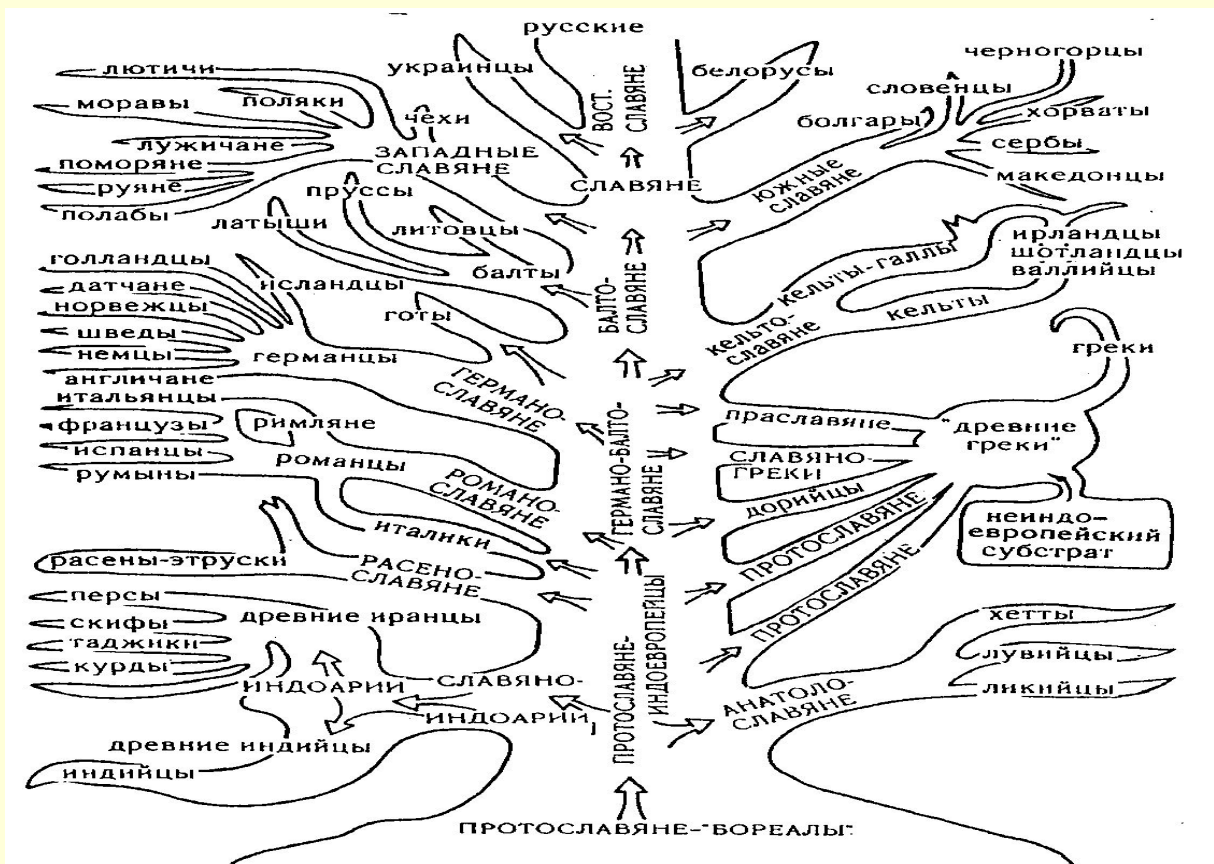 русские
украинцы
белорусы
черногорцы
лютичи
словенцы
моравы
поляки
чехи
ВОСТ.
СЛАВЯНЕ
болгары
хорваты
лужичане
ЗАПАДНЫЕ
СЛАВЯНЕ
сербы
поморяне
руяне
полабы
СЛАВЯНЕ
ЮЖНЫЕ
СЛАВЯНЕ
македонцы
пруссы
латыши
литовцы
балты
БАЛТО-
СЛАВЯНЕ
кельты-галлы
ирландцы
шотландцы
валлийцы
кельты
КЕЛЬТО-
СЛАВЯНЕ
голландцы
датчане
норвежцы
шведы
немцы
англичане
исландцы
готы
германцы
ГЕРМАНО-
СЛАВЯНЕ
греки
итальянцы
французы
испанцы
румыны
римляне
романцы
РОМАНО-
СЛАВЯНЕ
ГЕРМАНО-БАЛТО-
СЛАВЯНЕ
праславяне
"древние
греки"
СЛАВЯНО-
ГРЕКИ
дорийцы
ПРОТОСЛАВЯНЕ
ПРОТОСЛАВЯНЕ
неиндо-
европейский
субстрат
италики
расены-этруски
РАСЕНО-
СЛАВЯНЕ
персы
скифы
таджики
курды
древние иранцы
ПРОТОСЛАВЯНЕ-
ИНДОЕВРОПЕЙЦЫ
хетты
лувийцы
ликийцы
АНАТОЛО-
СЛАВЯНЕ
ИНДОАРИИ
СЛАВЯНО-
ИНДОАРИИ
древние индийцы
индийцы
ПРОТОСЛАВЯНЕ-"БОРЕАЛЫ".